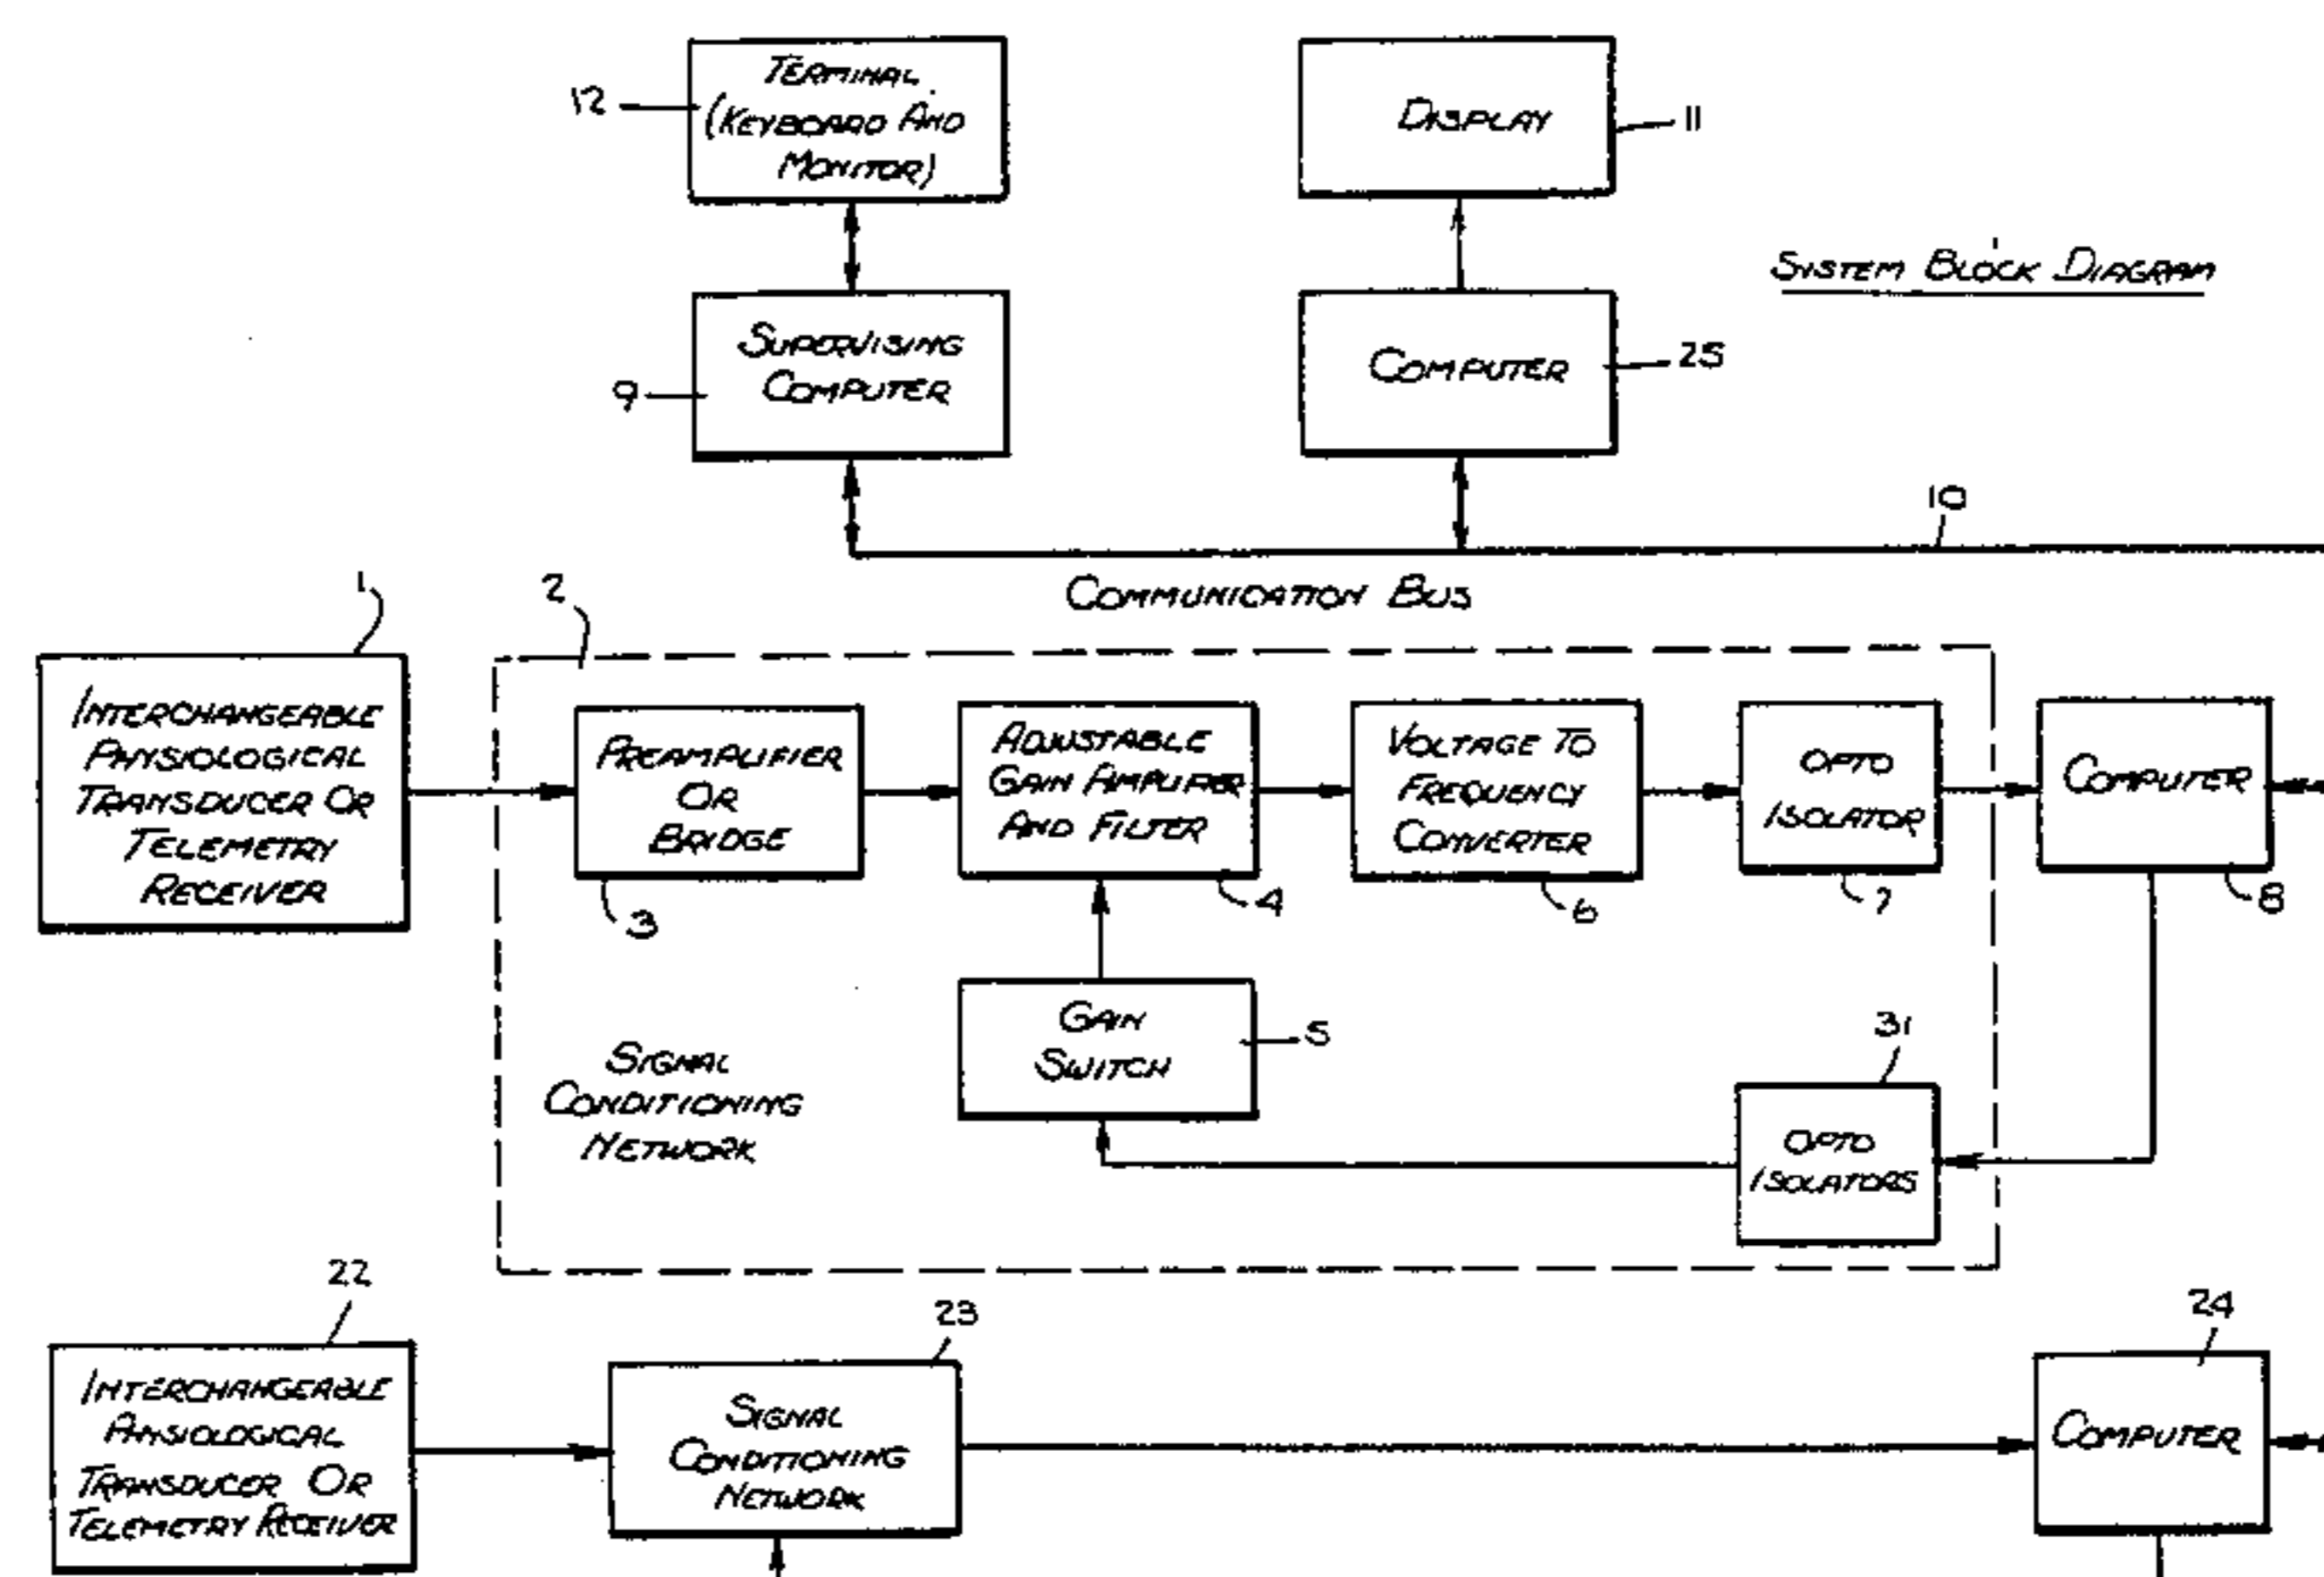 12
TERMINAL
(KEYBOARD AND
MONITOR)
DISPLAY
11
SYSTEM BLOCK DIAGRAM
9
SUPERVISING
COMPUTER
COMPUTER
25
10
COMMUNICATION BUS
1
2
INTERCHANGEABLE
PHYSIOLOGICAL
TRANSDUCER OR
TELEMETRY
RECEIVER
PREAMPLIFIER
OR
BRIDGE
3
ADJUSTABLE
GAIN AMPLIFIER
AND FILTER
4
VOLTAGE TO
FREQUENCY
CONVERTER
6
OPTO
ISOLATOR
7
COMPUTER
8
GAIN
SWITCH
5
31
OPTO
ISOLATORS
SIGNAL
CONDITIONING
NETWORK
22
INTERCHANGEABLE
PHYSIOLOGICAL
TRANSDUCER OR
TELEMETRY RECEIVER
23
SIGNAL
CONDITIONING
NETWORK
24
COMPUTER